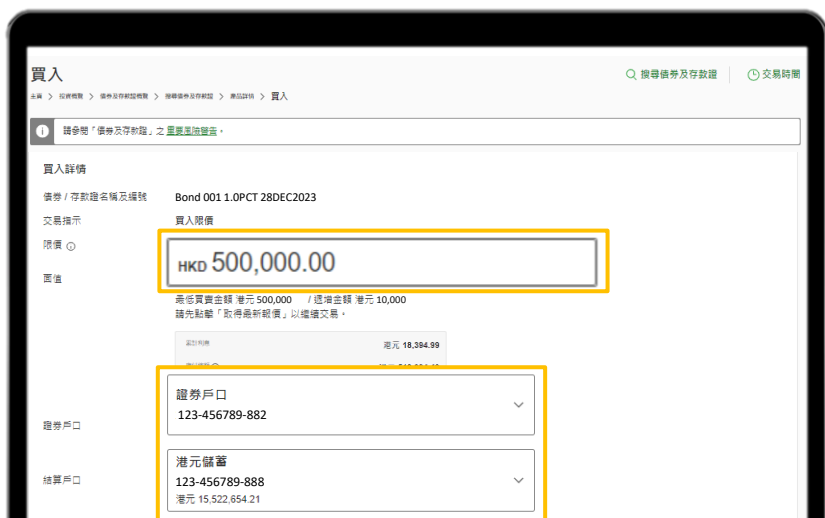 買入
搜尋債券及存款證 交易時間
主頁 > 投資概覽 > 債券及存款證概覽 > 搜尋債券及存款證 > 產品詳情 > 買入
請參閱「債券及存款證」之重要風險警告。
買入詳情
債券 / 存款證名稱及編號 Bond 001 1.0PCT 28DEC2023
交易指示 買入限價
限價
面值 HKD 500,000.00
最低買賣金額 港元 500,000 / 遞增金額 港元 10,000
請先點擊「取得最新報價」以繼續交易。
累計利息 港元 18,394.99
證券戶口
123-456789-882
證券戶口
港元儲蓄
結算戶口 123-456789-888
港元 15,522,654.21